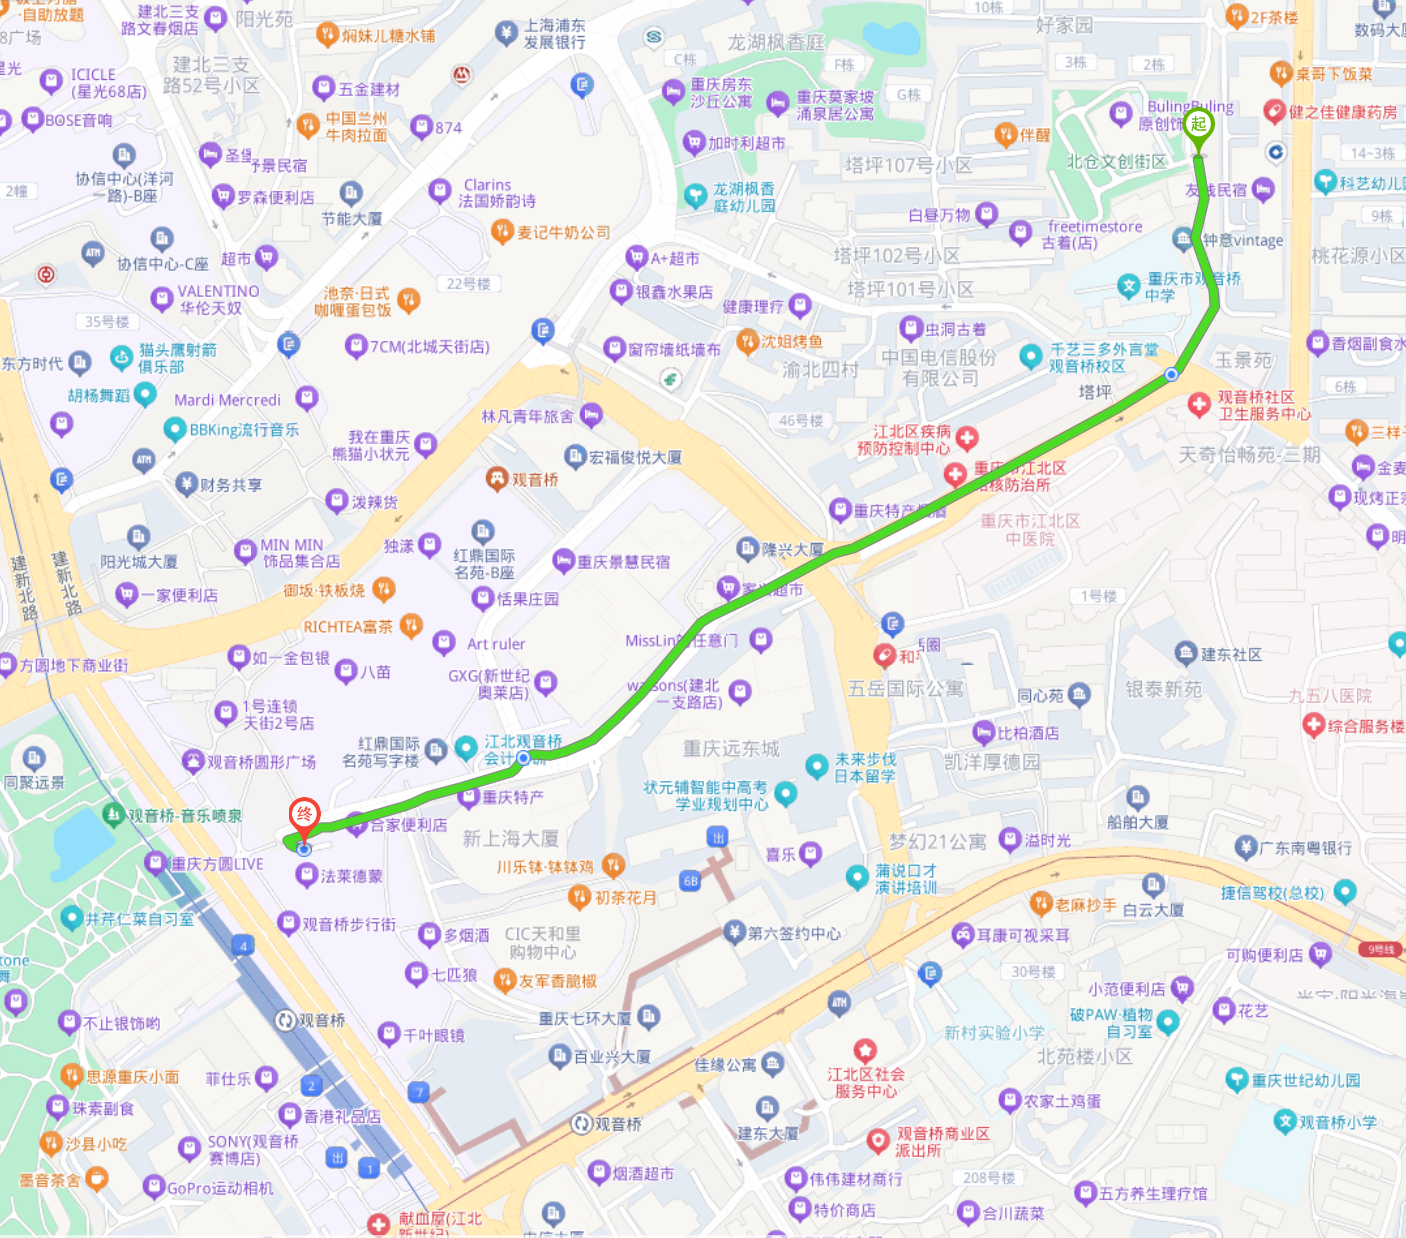 ·自助放题
8广场
建北三支
路文春烟店
阳光苑
焖妹儿糖水铺
上海浦东
发展银行
龙湖枫香庭
10栋
好家园
2F茶楼
数码大
星光
ICICLE
(星光68店)
建北三支
路52号小区
五金建材
C栋
F栋
3栋
2栋
桌哥下饭菜
BOSE音响
中国兰州
牛肉拉面
874
重庆房东
沙丘公寓
重庆莫家坡
涌泉居公寓
G栋
BulingBuling
原创饰
起
健之佳健康药房
2幢
协信中心(洋河
一路)-B座
圣堡
予景民宿
加时利超市
塔坪107号小区
伴醒
北仓文创街区
14~3栋
罗森便利店
节能大厦
Clarins
法国娇韵诗
龙湖枫香
庭幼儿园
白昼万物
友栈民宿
科艺幼儿园
9栋
协信中心-C座
超市
麦记牛奶公司
A+超市
塔坪102号小区
freetimestore
古着(店)
钟意vintage
桃花源小区
VALENTINO
华伦天奴
池奈·日式
咖喱蛋包饭
22号楼
银鑫水果店
塔坪101号小区
健康理疗
重庆市观音桥
中学
35号楼
猫头鹰射箭
俱乐部
东方时代
7CM(北城天街店)
窗帘墙纸墙布
沈姐烤鱼
虫洞古着
中国电信股份
有限公司
千艺三多外言堂
观音桥校区
玉景苑
香烟副食水
胡杨舞蹈
Mardi Mercredi
渝北四村
塔坪
6栋
BBKing流行音乐
我在重庆
熊猫小状元
林凡青年旅舍
46号楼
江北区疾病
预防控制中心
观音桥社区
卫生服务中心
ATM
财务共享
观音桥
宏福俊悦大厦
重庆市江北区
结核防治所
天奇怡畅苑-三期
三样
金麦
现烤正宗
泼辣货
重庆特产烟酒
重庆市江北区
中医院
明
阳光城大厦
MIN MIN
饰品集合店
独漾
红鼎国际
名苑-B座
重庆景慧民宿
隆兴大厦
建新北路
建新北路
一家便利店
御坂·铁板烧
恬果庄园
家兴超市
1号楼
RICHTEA富茶
Art ruler
MissLin的任意门
活圈
和平
建东社区
方圆地下商业街
如一金包银
八苗
GXG(新世纪
奥莱店)
watsons(建北
一支路店)
五岳国际公寓
同心苑
银泰新苑
九五八医院
综合服务楼
1号连锁
天街2号店
红鼎国际
名苑写字楼
江北观音桥
会计培训
重庆远东城
比柏酒店
凯洋厚德园
同聚远景
观音桥圆形广场
未来步伐
日本留学
状元辅智能中高考
学业规划中心
重庆特产
船舶大厦
观音桥-音乐喷泉
终
合家便利店
新上海大厦
出
喜乐
梦幻21公寓
溢时光
广东南粤银行
重庆方圆LIVE
法莱德蒙
川乐钵·钵钵鸡
初茶花月
6B
蒲说口才
演讲培训
老麻抄手
白云大厦
捷信驾校(总校)
井芹仁菜自习室
观音桥步行街
多烟酒
CIC天和里
购物中心
第六签约中心
耳康可视采耳
可购便利店
9号线
4
七匹狼
友军香脆椒
30号楼
小范便利店
花艺
tone
舞
不止银饰哟
观音桥
千叶眼镜
重庆七环大厦
ATM
新村实验小学
破PAW·植物
自习室
北苑楼小区
思源重庆小面
菲仕乐
2
7
百业兴大厦
佳缘公寓
江北区社会
服务中心
重庆世纪幼儿园
珠素副食
香港礼品店
观音桥
建东大厦
农家土鸡蛋
观音桥小学
沙县小吃
SONY(观音桥
赛博店)
出
1
观音桥商业区
派出所
墨音茶舍
GoPro运动相机
烟酒超市
伟伟建材商行
208号楼
五方养生理疗馆
献血屋(江北
新世纪)
特价商店
合川蔬菜